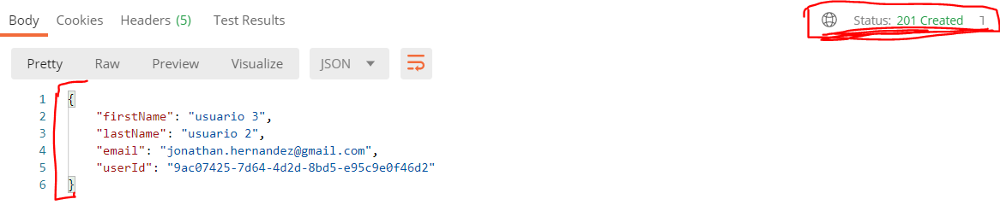 Body Cookies Headers (5) Test Results Status: 201 Created
Pretty Raw Preview Visualize JSON
1 {
2 "firstName": "usuario 3",
3 "lastName": "usuario 2",
4 "email": "jonathan.hernandez@gmail.com",
5 "userId": "9ac07425-7d64-4d2d-8bd5-e95c9e0f46d2"
6 }